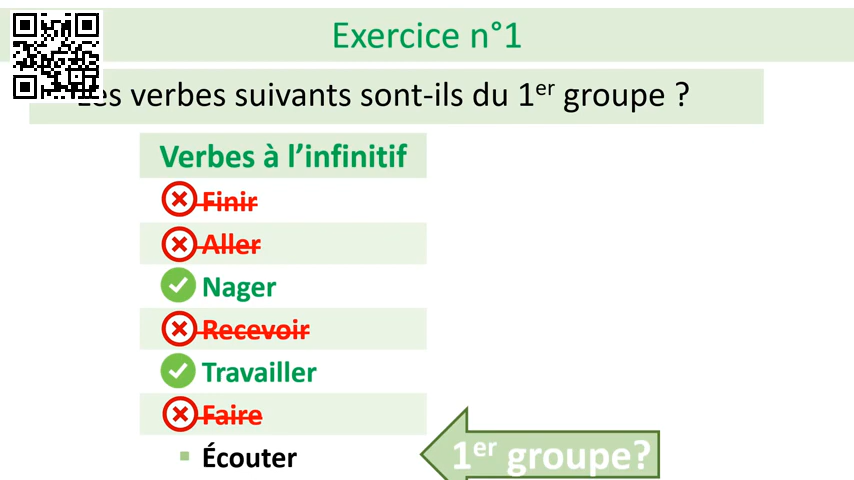 Exercice n°1
Les verbes suivants sont-ils du 1er groupe ?
Verbes à l'infinitif
Finir
Aller
Nager
Recevoir
Travailler
Faire
Écouter
1er groupe?